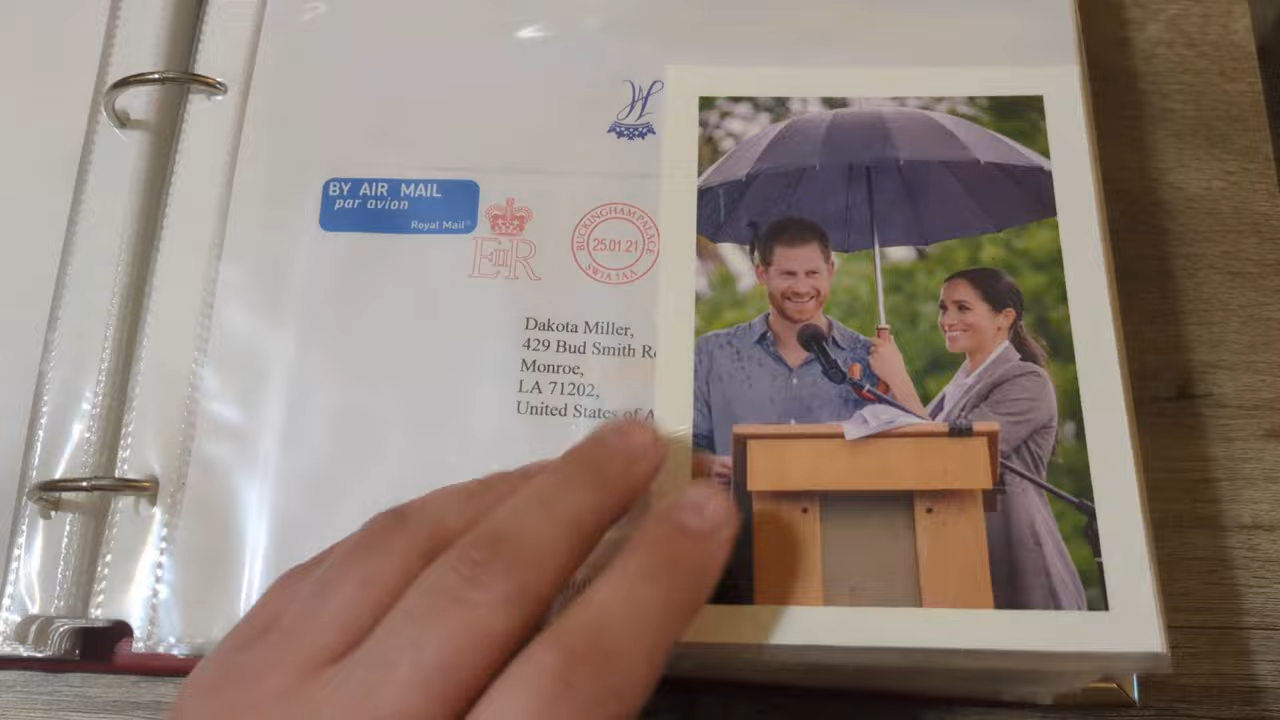 BY AIR MAIL
par avion
Royal Mail®
EIIR
BUCKINGHAM PALACE
25.01.21
SW1A 1AA
Dakota Miller,
429 Bud Smith
Monroe,
LA 71202,
United States of